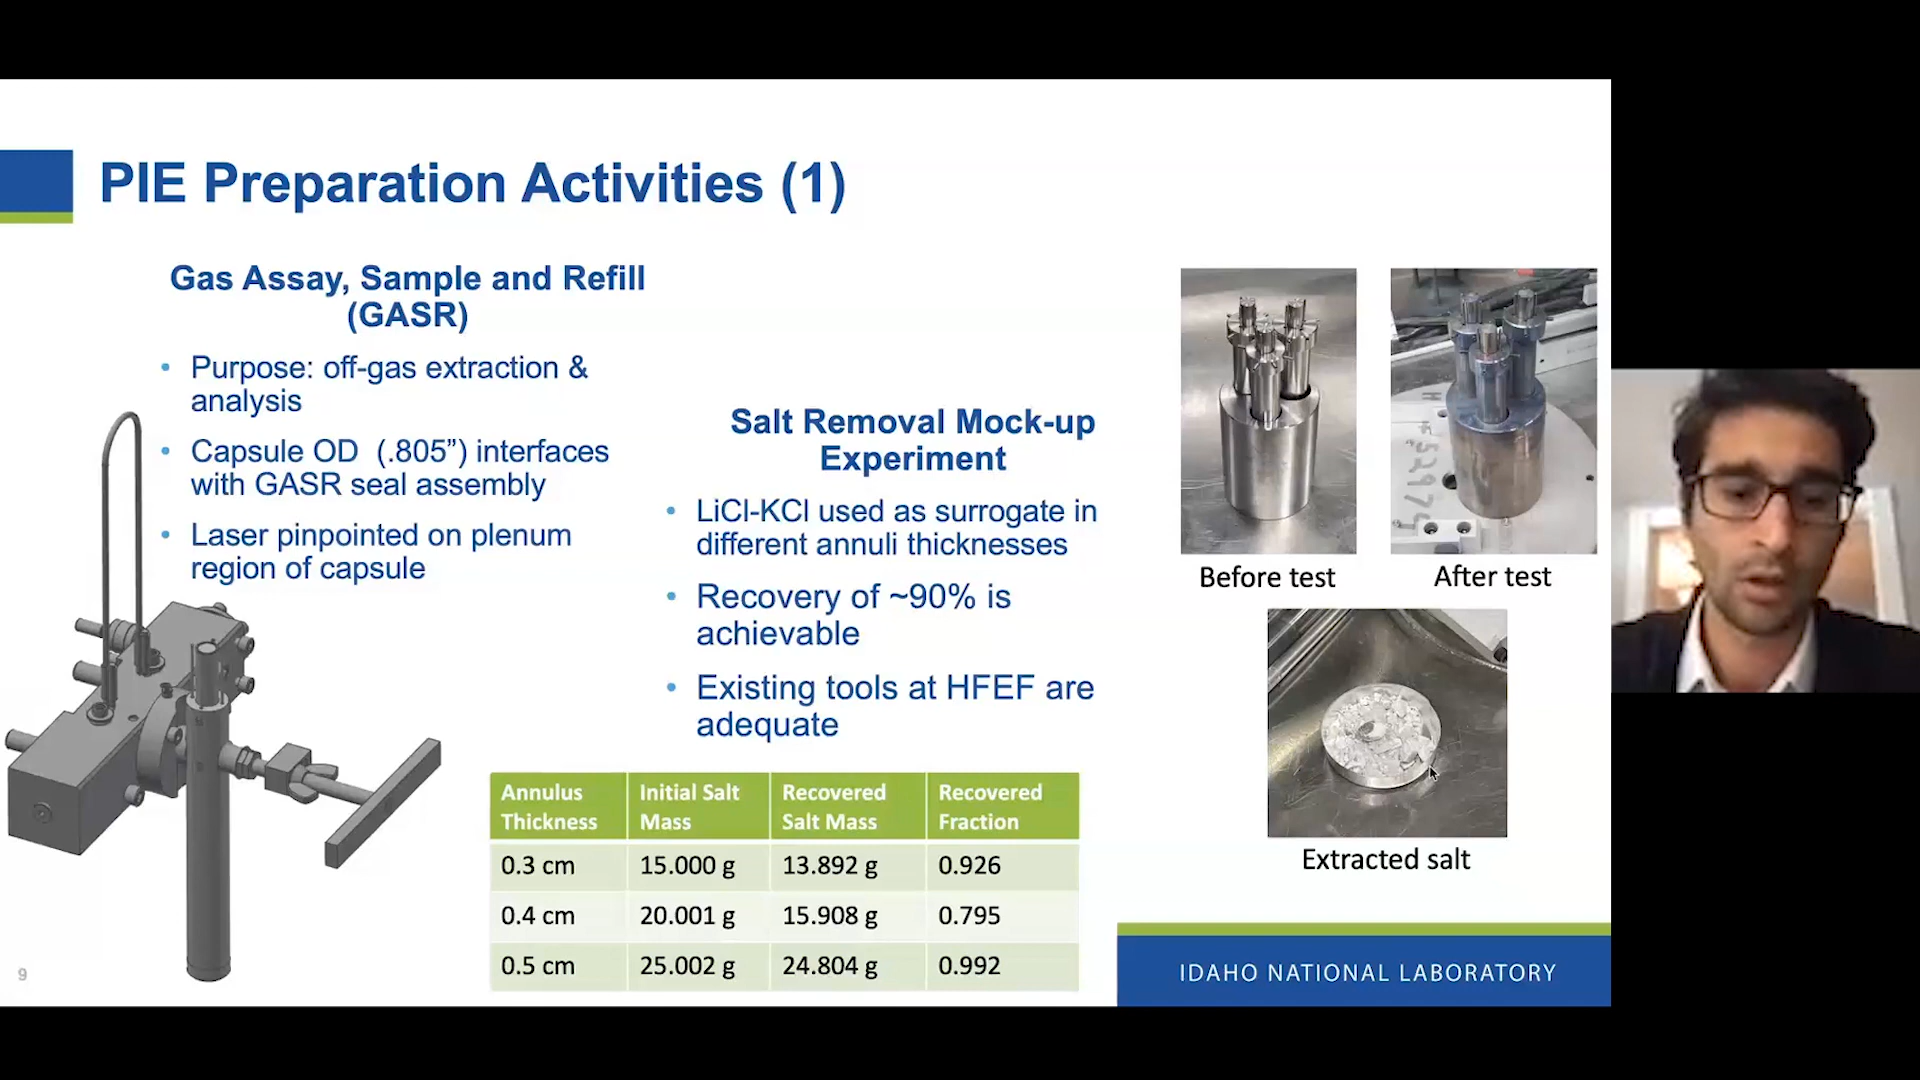 PIE Preparation Activities (1)
Gas Assay, Sample and Refill
(GASR)
• Purpose: off-gas extraction &
analysis
• Capsule OD (.805”) interfaces
with GASR seal assembly
• Laser pinpointed on plenum
region of capsule
Salt Removal Mock-up
Experiment
• LiCl-KCl used as surrogate in
different annuli thicknesses
• Recovery of ~90% is
achievable
• Existing tools at HFEF are
adequate
Annulus Thickness Initial Salt Mass Recovered Salt Mass Recovered Fraction
0.3 cm 15.000 g 13.892 g 0.926
0.4 cm 20.001 g 15.908 g 0.795
0.5 cm 25.002 g 24.804 g 0.992
Before test
After test
Extracted salt
9
IDAHO NATIONAL LABORATORY